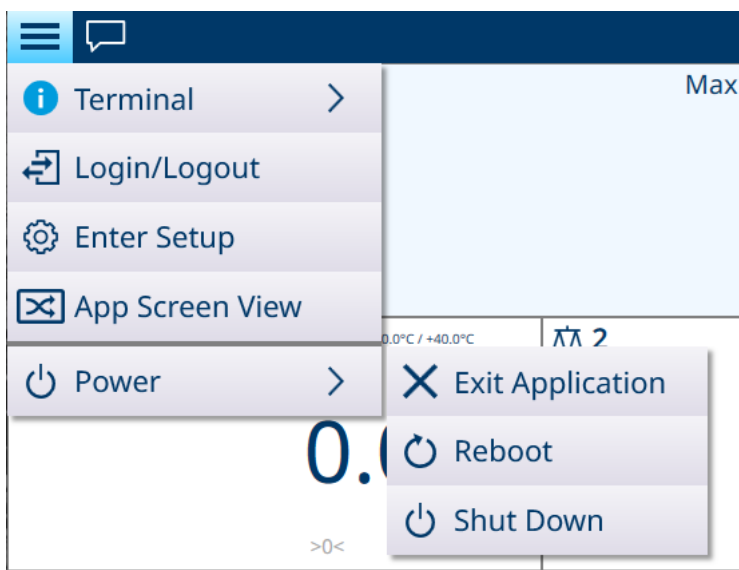 Max
Terminal
Login/Logout
Enter Setup
App Screen View
0.0°C / +40.0°C
2
Power
Exit Application
Reboot
Shut Down
0.
>0<